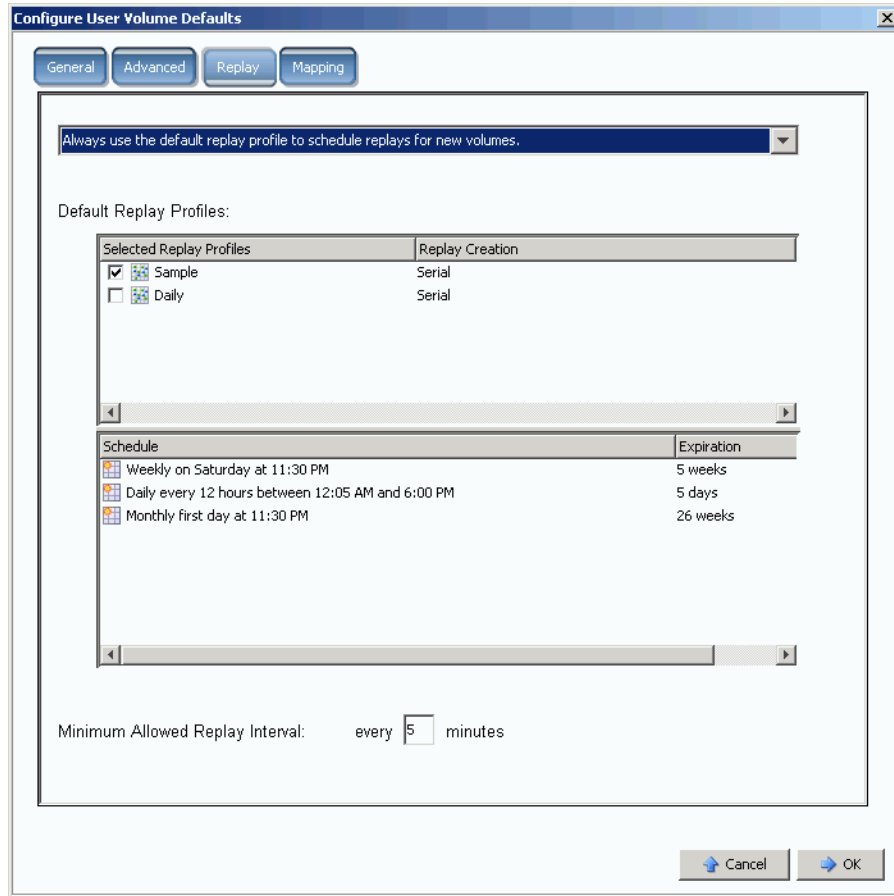 Configure User Volume Defaults
General Advanced Replay Mapping
Always use the default replay profile to schedule replays for new volumes.
Default Replay Profiles:
Selected Replay Profiles Replay Creation
Sample Serial
Daily Serial
Schedule Expiration
Weekly on Saturday at 11:30 PM 5 weeks
Daily every 12 hours between 12:05 AM and 6:00 PM 5 days
Monthly first day at 11:30 PM 26 weeks
Minimum Allowed Replay Interval: every 5 minutes
Cancel OK